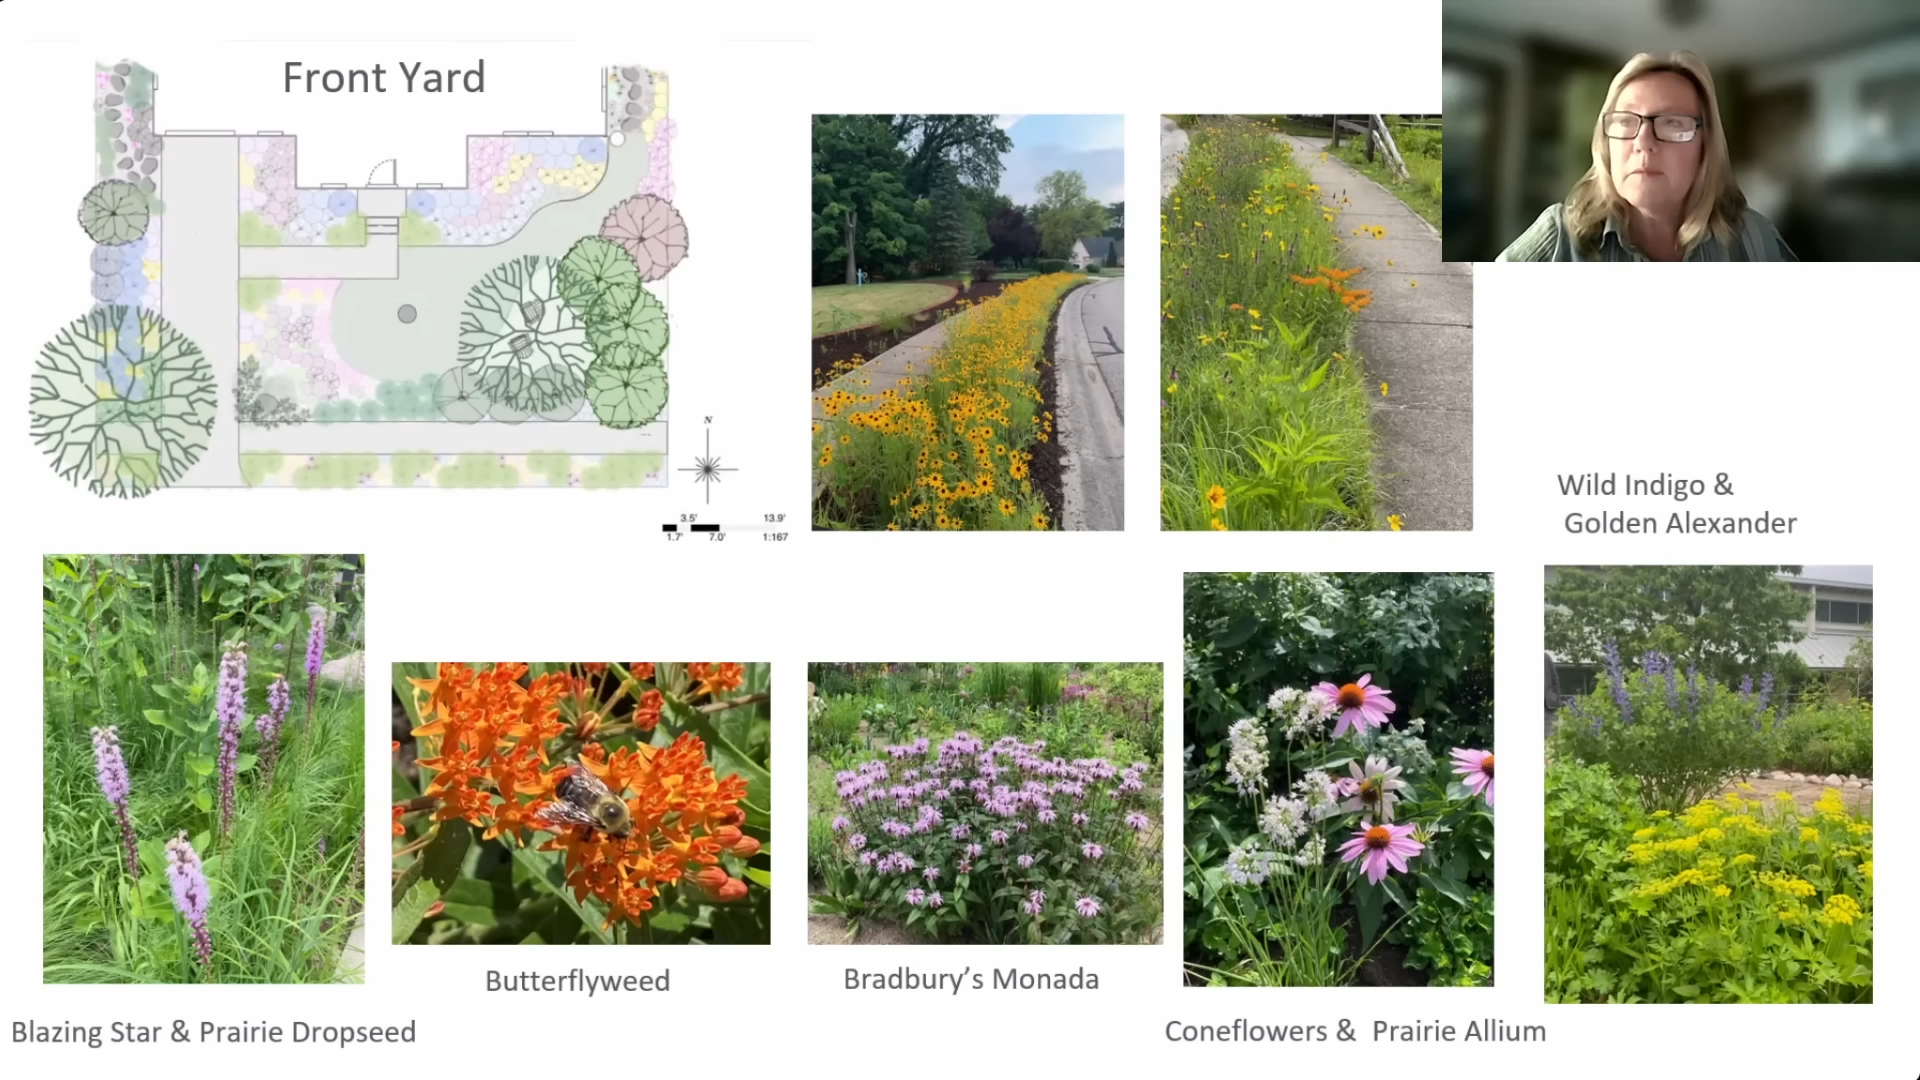 Front Yard
N
3.5' 13.9'
1.7' 7.0' 1:167
Wild Indigo &
Golden Alexander
Butterflyweed
Bradbury’s Monada
Blazing Star & Prairie Dropseed
Coneflowers & Prairie Allium